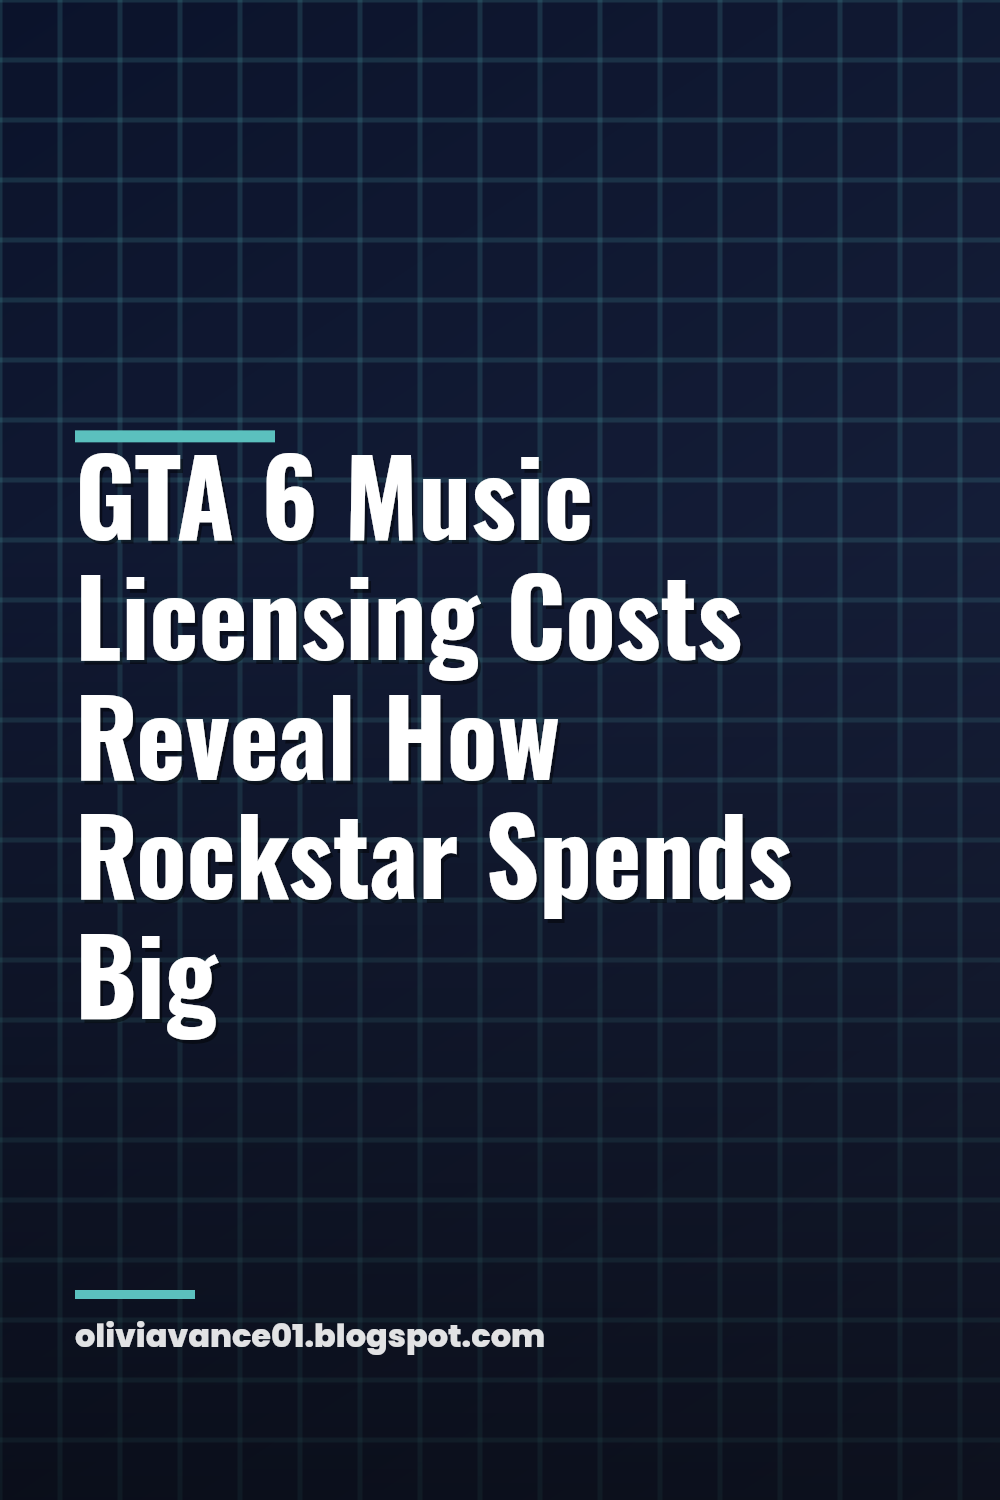 GTA 6 Music
Licensing Costs
Reveal How
Rockstar Spends
Big
oliviavance01.blogspot.com